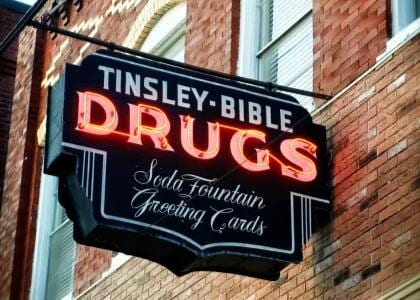 TINSLEY-BIBLE
DRUGS
Soda Fountain
Greeting Cards